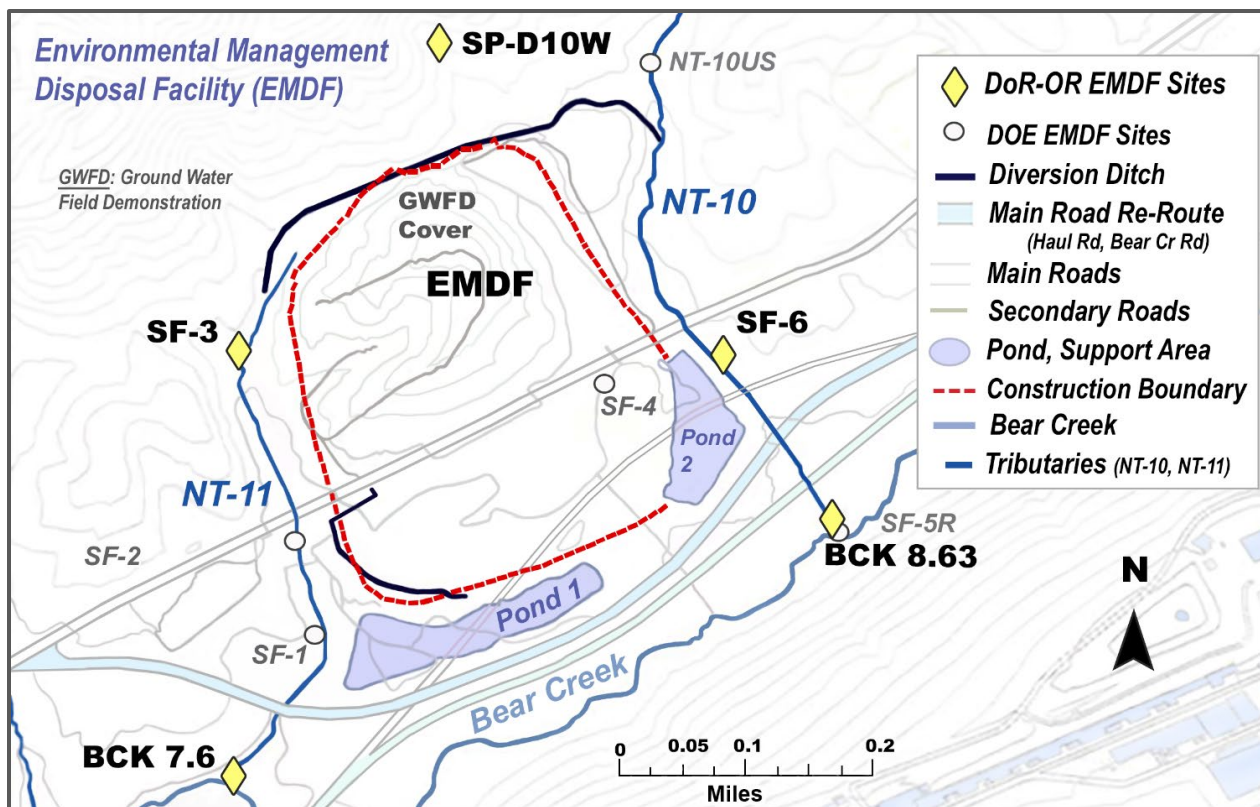 Environmental Management
Disposal Facility (EMDF)
SP-D10W
NT-10US
GWFD: Ground Water
Field Demonstration
GWFD
Cover
EMDF
NT-10
SF-3
SF-6
SF-4
Pond
2
NT-11
SF-2
SF-5R
BCK 8.63
Pond 1
SF-1
Bear Creek
BCK 7.6
N
0 0.05 0.1 0.2
Miles
DoR-OR EMDF Sites
DOE EMDF Sites
Diversion Ditch
Main Road Re-Route
(Haul Rd, Bear Cr Rd)
Main Roads
Secondary Roads
Pond, Support Area
Construction Boundary
Bear Creek
Tributaries (NT-10, NT-11)